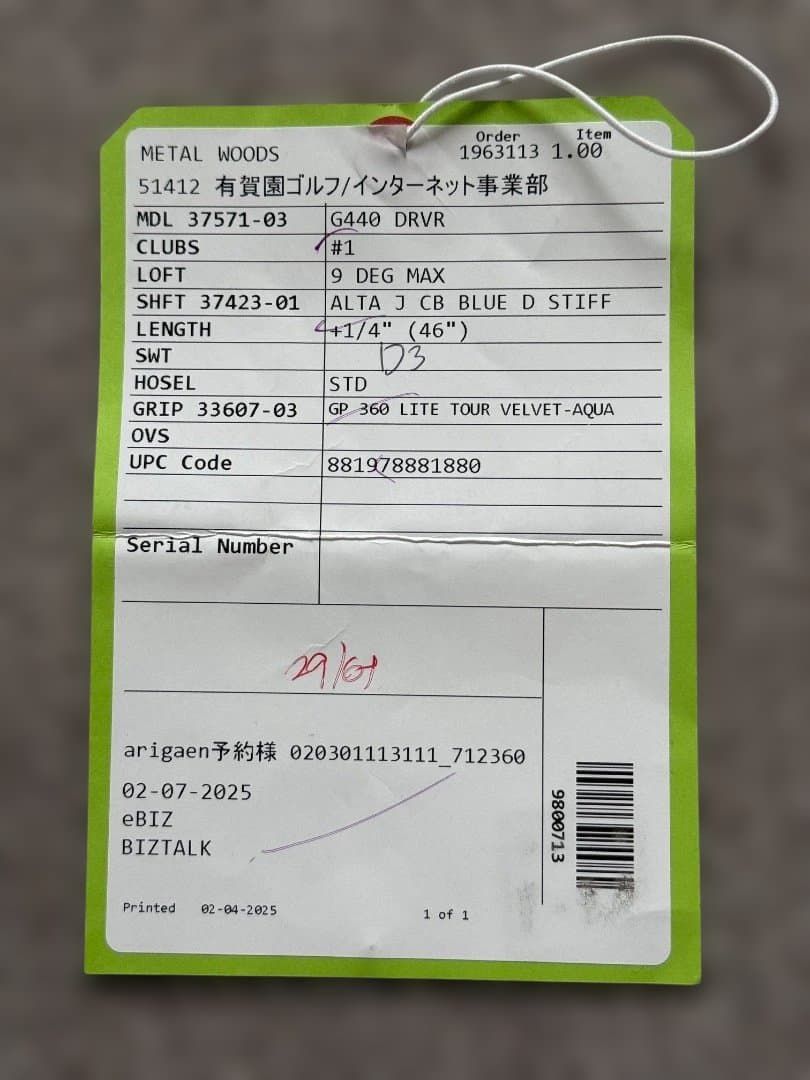 Order Item
METAL WOODS 1963113 1.00
51412 有賀園ゴルフ/インターネット事業部
MDL 37571-03 G440 DRVR
CLUBS #1
LOFT 9 DEG MAX
SHFT 37423-01 ALTA J CB BLUE D STIFF
LENGTH +1/4" (46")
SWT D3
HOSEL STD
GRIP 33607-03 GP 360 LITE TOUR VELVET-AQUA
OVS
UPC Code 881978881880
Serial Number
arigaen予約様 020301113111_712360
02-07-2025
eBIZ
BIZTALK
9800713
Printed 02-04-2025 1 of 1